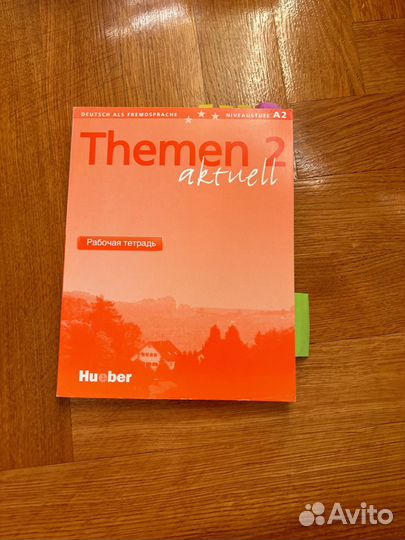 DEUTSCH ALS FREMDSPRACHE NIVEAUSTUFE A2
Themen 2
aktuell
Рабочая тетрадь
Hueber
Avito